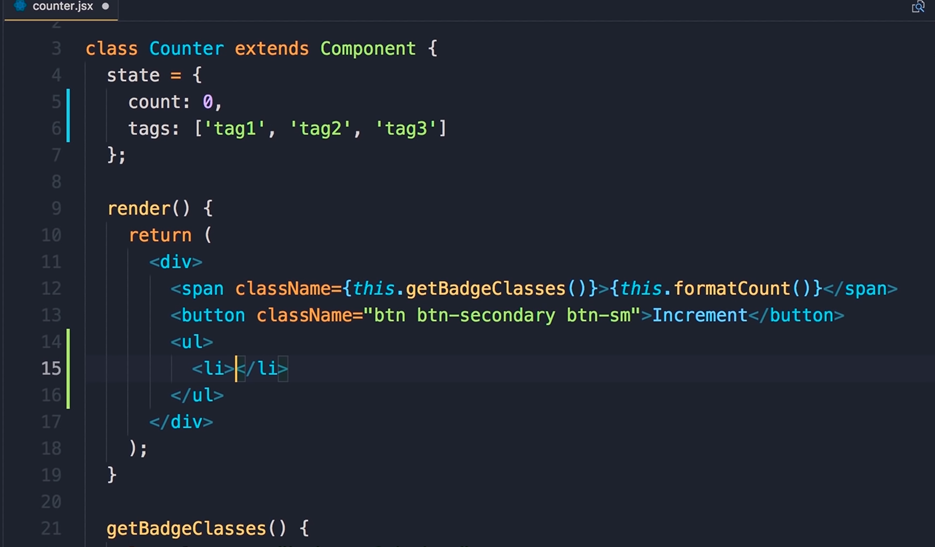 counter.jsx
2
3 class Counter extends Component {
4 state = {
5 count: 0,
6 tags: ['tag1', 'tag2', 'tag3']
7 };
8
9 render() {
10 return (
11 <div>
12 <span className={this.getBadgeClasses()}>{this.formatCount()}</span>
13 <button className="btn btn-secondary btn-sm">Increment</button>
14 <ul>
15 <li></li>
16 </ul>
17 </div>
18 );
19 }
20
21 getBadgeClasses() {